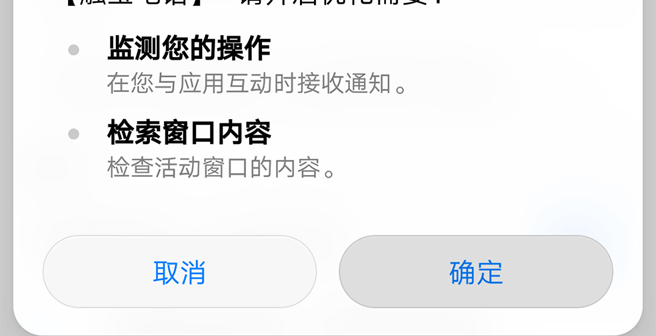 监测您的操作
在您与应用互动时接收通知。
检索窗口内容
检查活动窗口的内容。
取消
确定